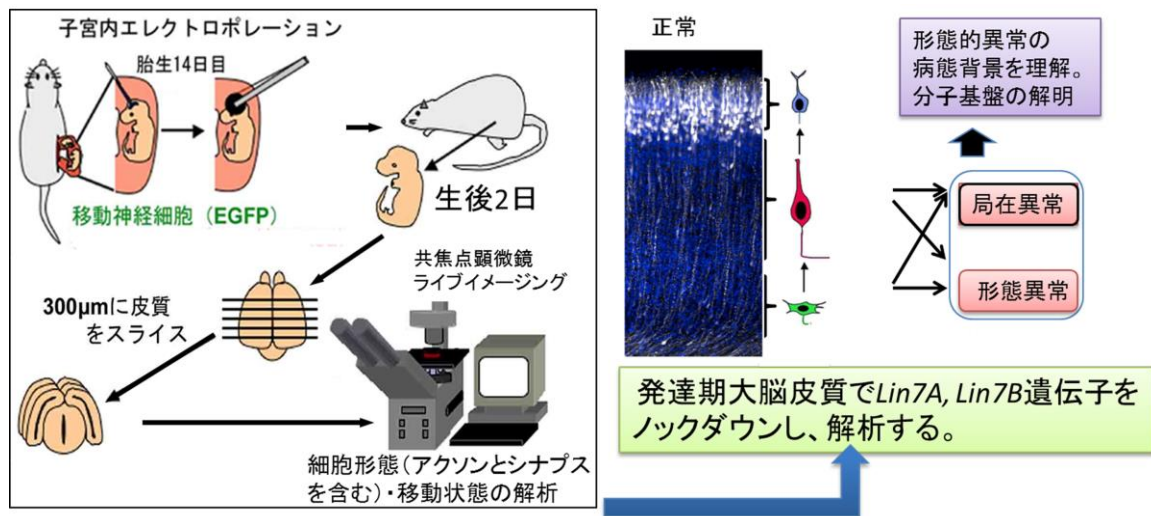 子宮内エレクトロポレーション
胎生14日目
移動神経細胞（EGFP）
生後2日
300μmに皮質
をスライス
共焦点顕微鏡
ライブイメージング
細胞形態（アクソンとシナプス
を含む）・移動状態の解析
正常
形態的異常の
病態背景を理解。
分子基盤の解明
局在異常
形態異常
発達期大脳皮質でLin7A, Lin7B遺伝子を
ノックダウンし、解析する。